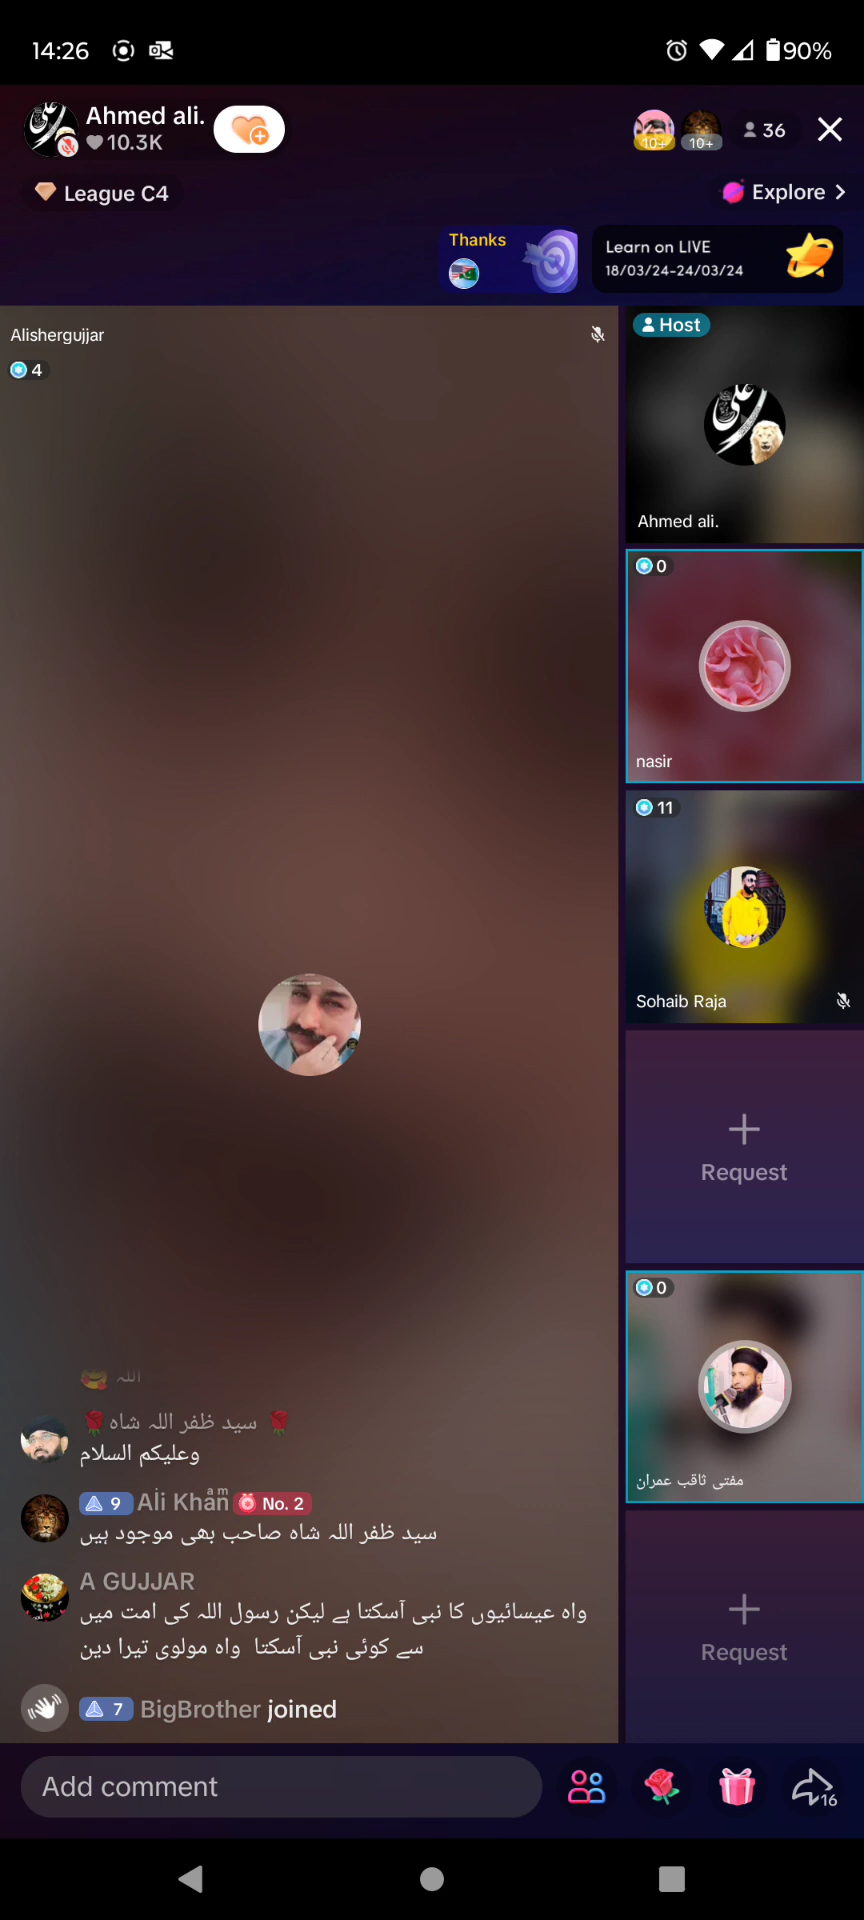 14:26
90%
Ahmed ali.
10.3K
10+
10+
36
League C4
Explore
Thanks
Learn on LIVE
18/03/24-24/03/24
Alishergujjar
4
Host
Ahmed ali.
0
nasir
11
Sohaib Raja
Request
0
مفتی ثاقب عمران
Request
اللہ
🌹سید ظفر اللہ شاہ 🌹
وعلیکم السلام
9 Ali Khan am No. 2
سید ظفر اللہ شاہ صاحب بھی موجود ہیں
A GUJJAR
واہ عیسائیوں کا نبی آسکتا ہے لیکن رسول اللہ کی امت میں
سے کوئی نبی آسکتا واہ مولوی تیرا دین
7 BigBrother joined
Add comment
16